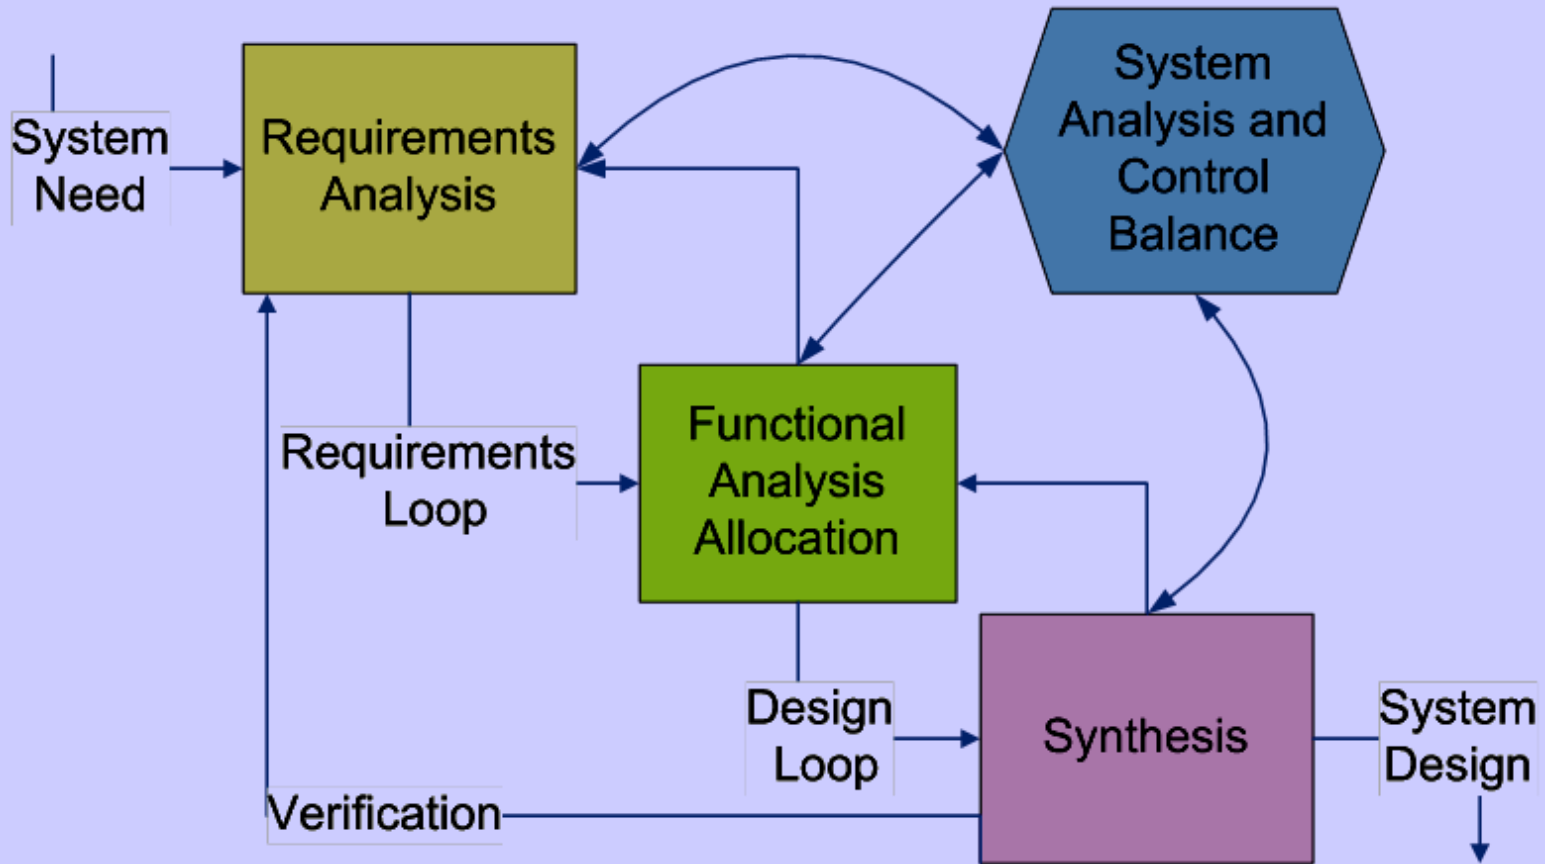 System
Need
Requirements
Analysis
System
Analysis and
Control
Balance
Requirements
Loop
Functional
Analysis
Allocation
Design
Loop
Synthesis
System
Design
Verification